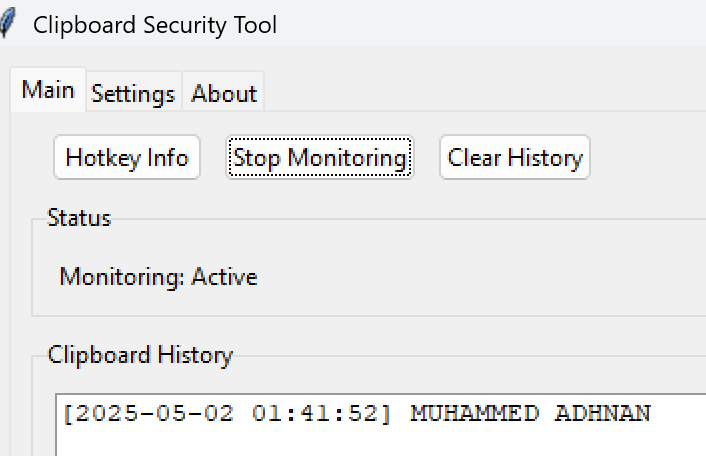 Clipboard Security Tool
Main Settings About
Hotkey Info Stop Monitoring Clear History
Status
Monitoring: Active
Clipboard History
[2025-05-02 01:41:52] MUHAMMED ADHNAN